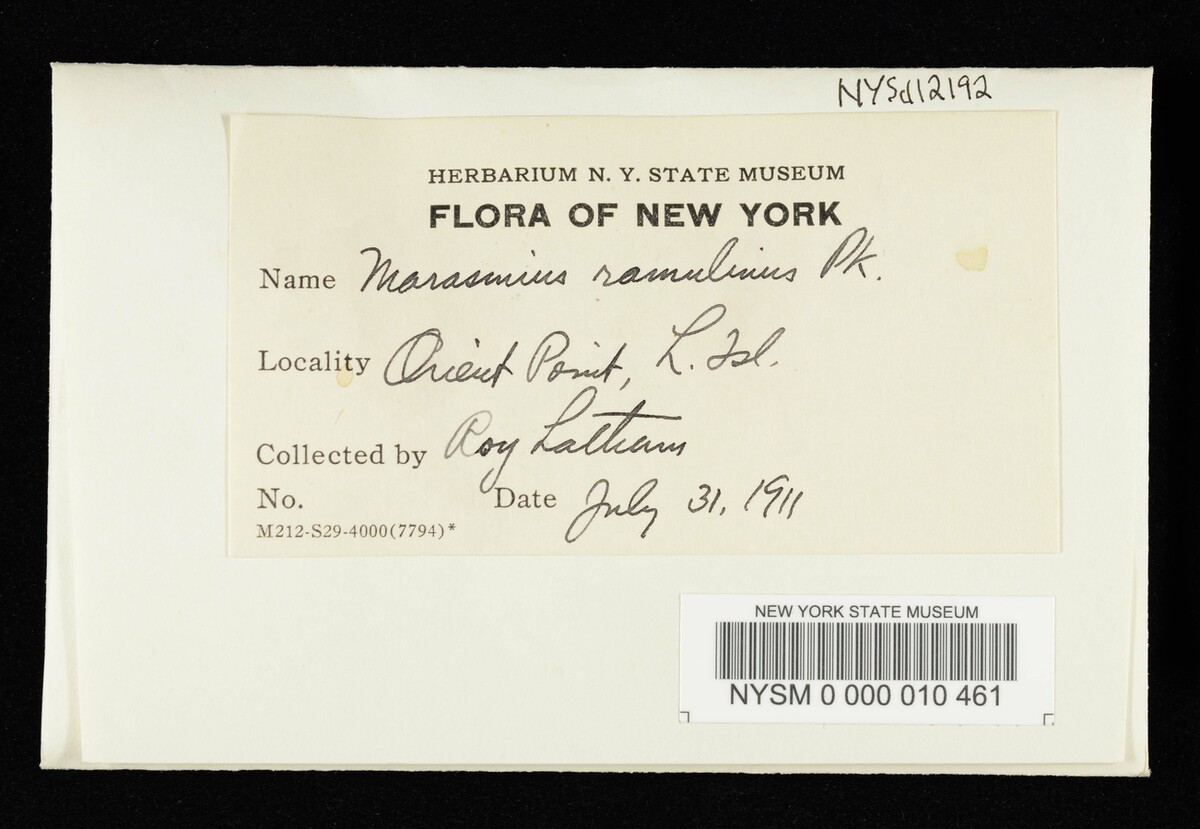 NYSd12192
HERBARIUM N. Y. STATE MUSEUM
FLORA OF NEW YORK
Name Marasmius ramulinus Pk.
Locality Orient Point, L. Isl.
Collected by Roy Latham
No. Date July 31, 1911
M212-S29-4000(7794)*
NEW YORK STATE MUSEUM
NYSM 0 000 010 461